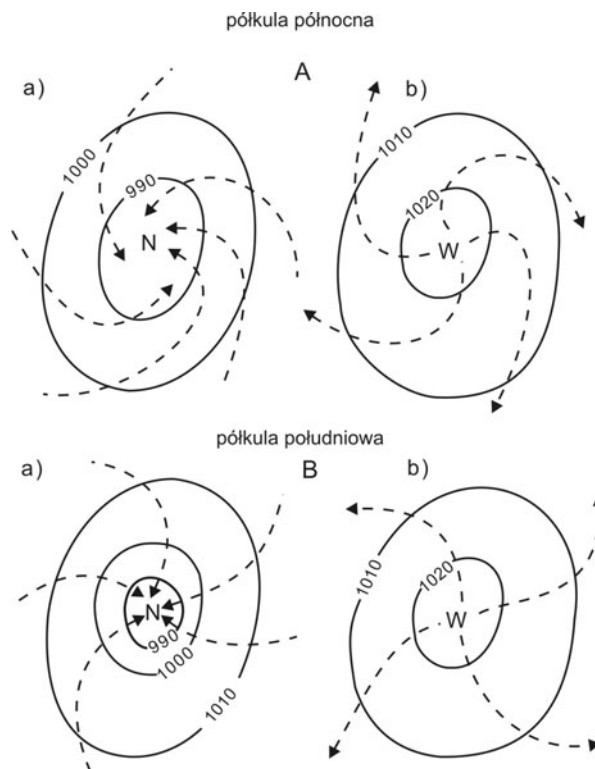 półkula północna
A
a)
b)
1000
990
N
1010
1020
W
półkula południowa
B
a)
b)
N
990
1000
1010
1020
1010
W